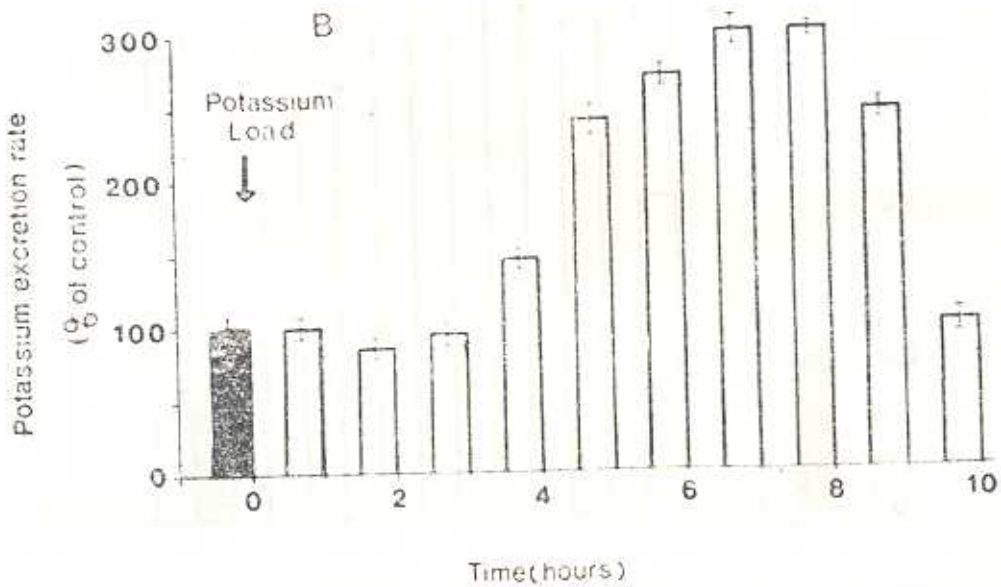 B
300
Potassium
Load
200
100
0
Potassium excretion rate
(% of control)
0 2 4 6 8 10
Time(hours)